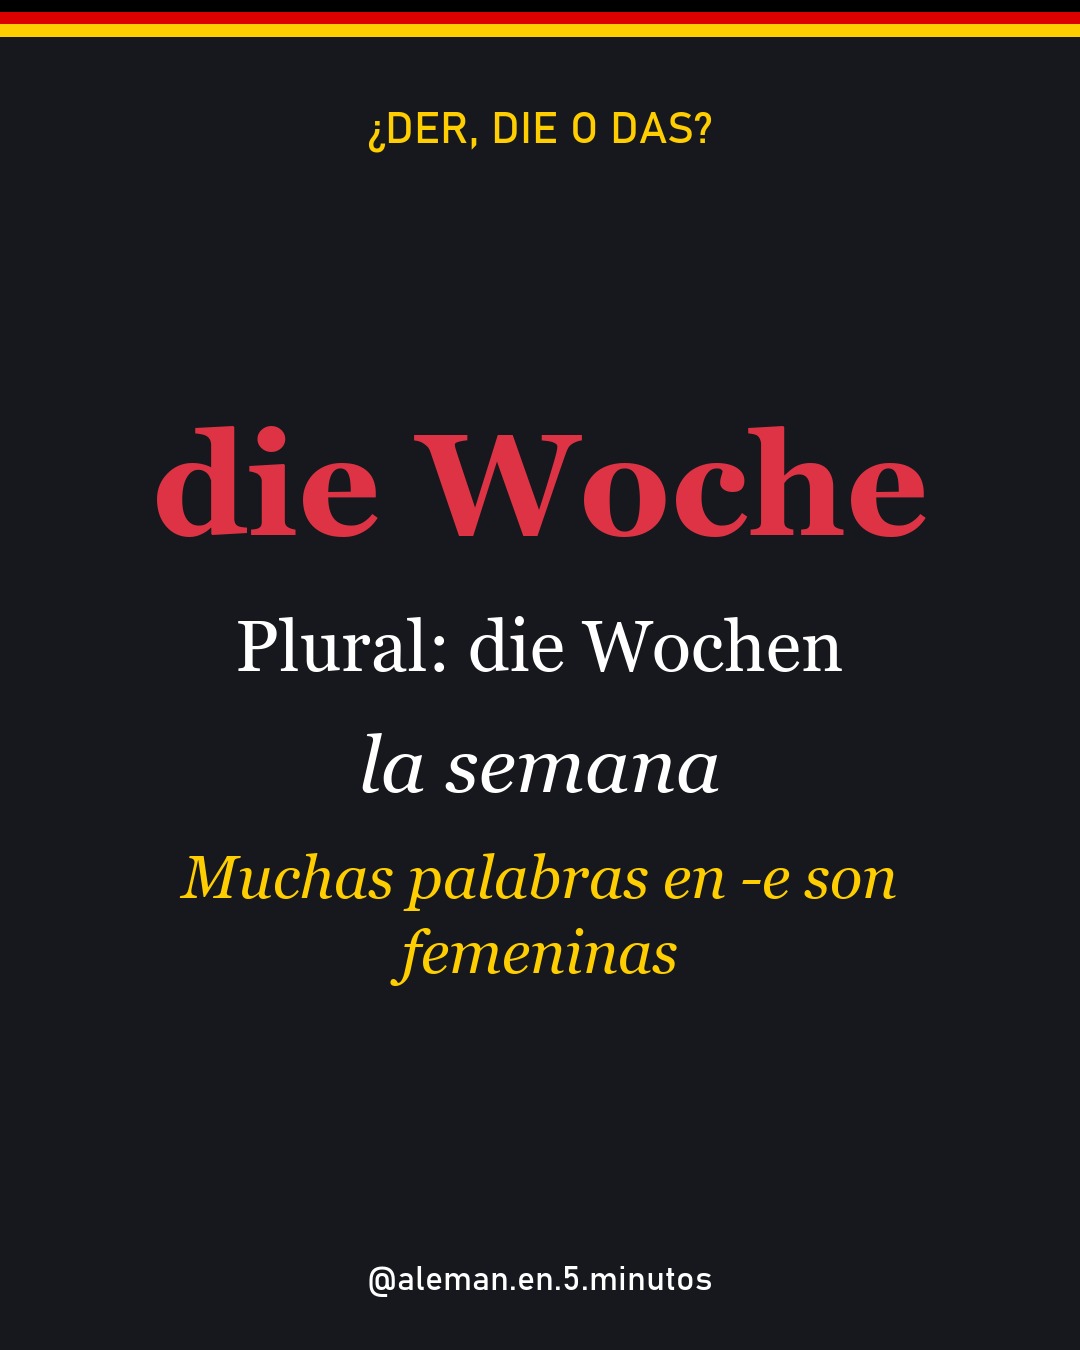 ¿DER, DIE O DAS?
die Woche
Plural: die Wochen
la semana
Muchas palabras en -e son
femeninas
@aleman.en.5.minutos